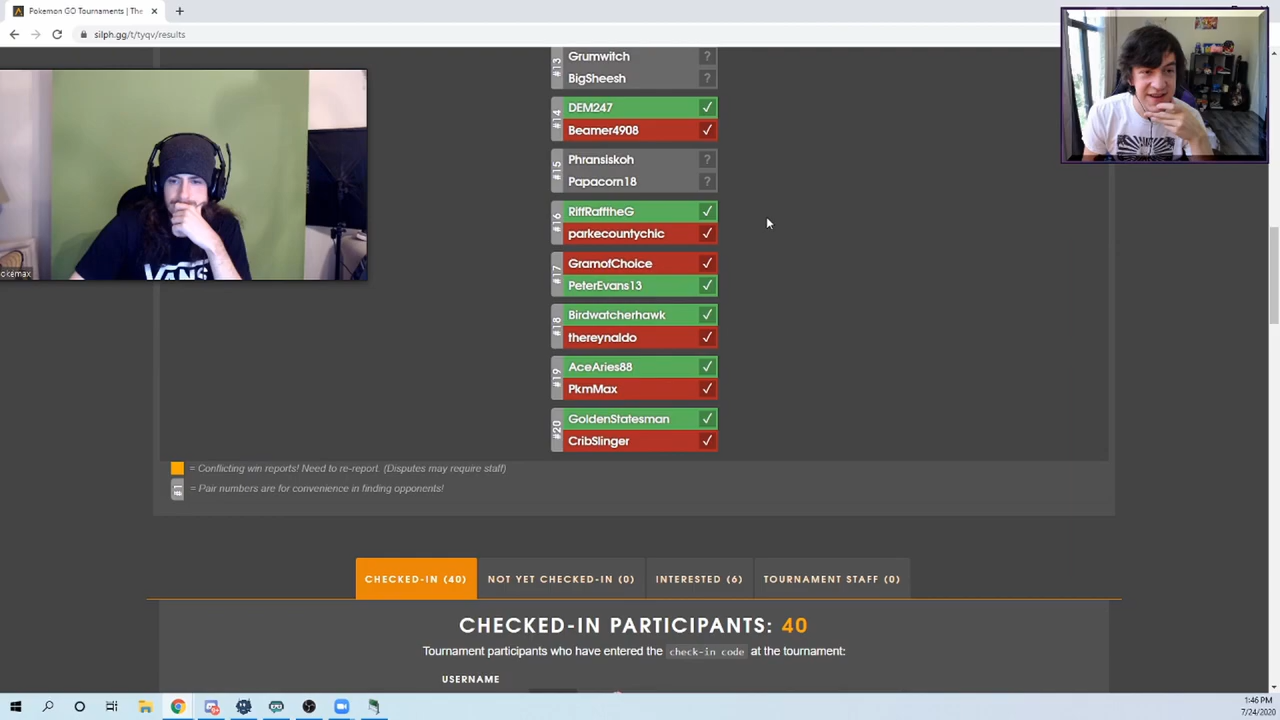 Pokemon GO Tournaments | The
silph.gg/t/tyqv/results
#13
Grumwitch ?
BigSheesh ?
#14
DEM247 ✓
Beamer4908 ✓
#15
Phransiskoh ?
Papacorn18 ?
#16
RiffRafftheG ✓
parkecountychic ✓
#17
GramofChoice ✓
PeterEvans13 ✓
#18
Birdwatcherhawk ✓
thereynaldo ✓
#19
AceAries88 ✓
PkmMax ✓
#20
GoldenStatesman ✓
CribSlinger ✓
= Conflicting win reports! Need to re-report. (Disputes may require staff)
#1 = Pair numbers are for convenience in finding opponents!
CHECKED-IN (40) NOT YET CHECKED-IN (0) INTERESTED (6) TOURNAMENT STAFF (0)
CHECKED-IN PARTICIPANTS: 40
Tournament participants who have entered the check-in code at the tournament:
USERNAME
okemax
VANS
1:46 PM
7/24/2020